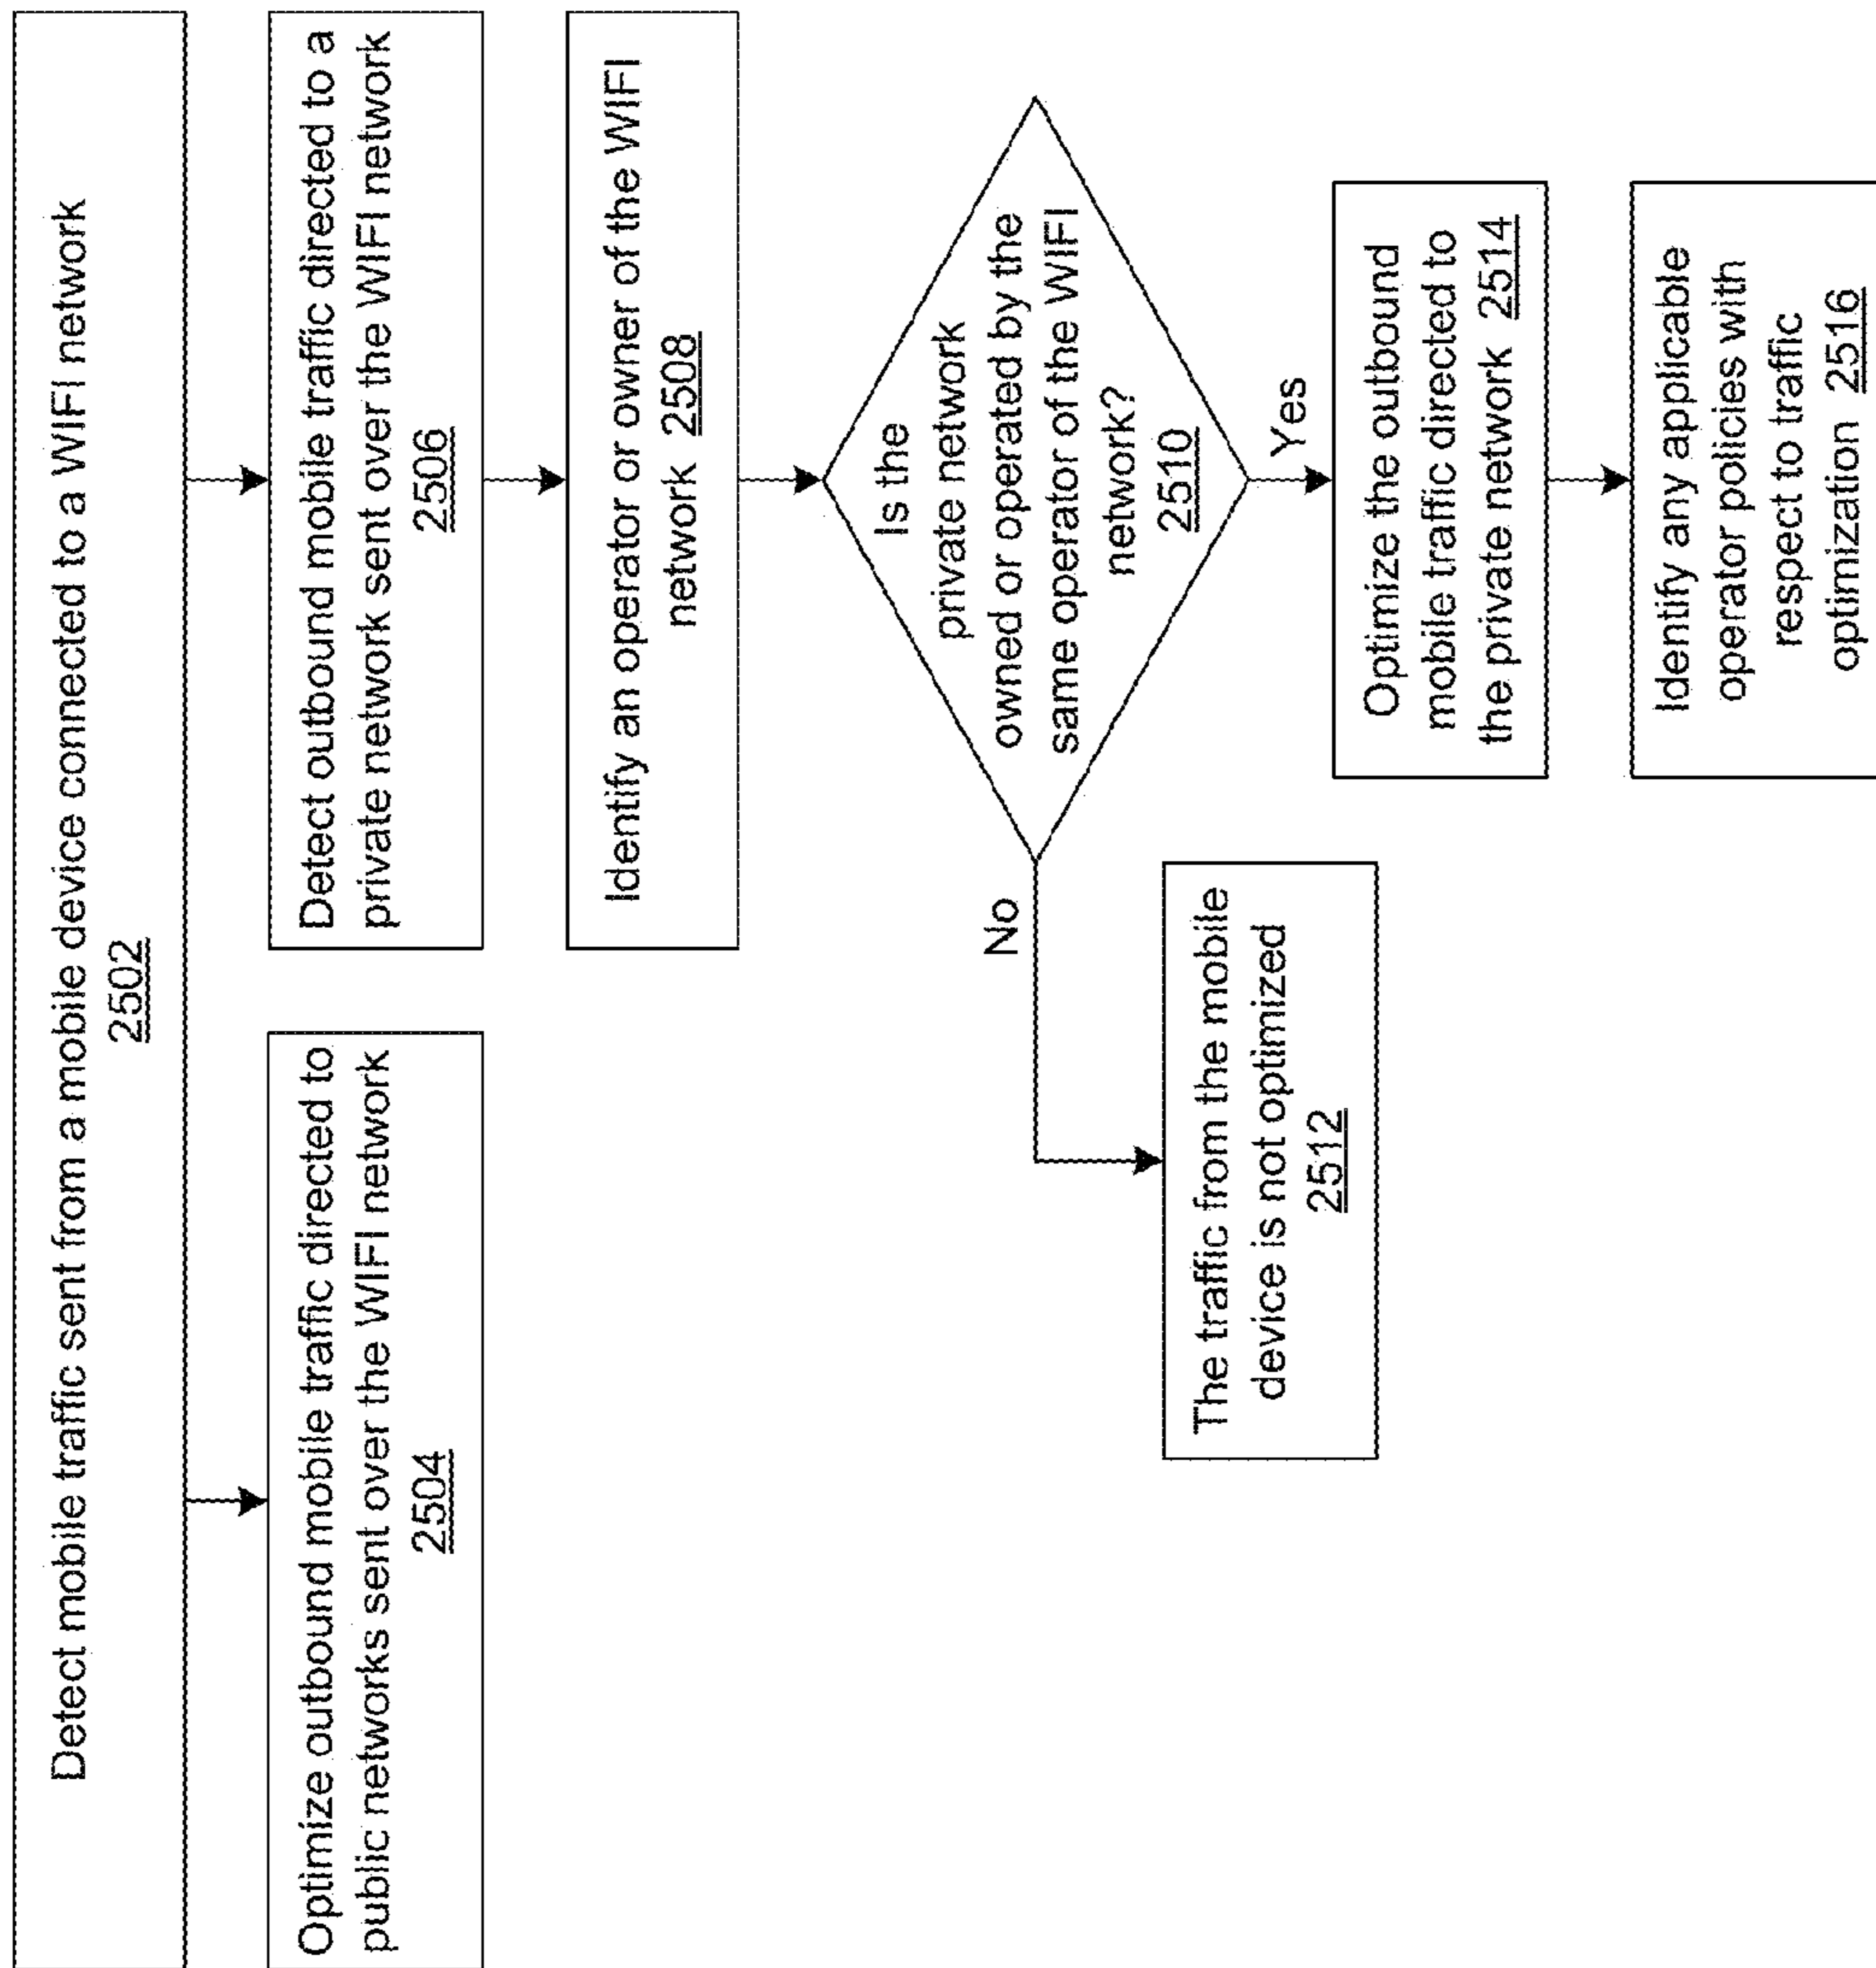 Detect mobile traffic sent from a mobile device connected to a WIFI network
2502
Optimize outbound mobile traffic directed to
public networks sent over the WIFI network
2504
Detect outbound mobile traffic directed to a
private network sent over the WIFI network
2506
Identify an operator or owner of the WIFI
network 2508
Is the
private network
owned or operated by the
same operator of the WIFI
network?
2510
No
Yes
The traffic from the mobile
device is not optimized
2512
Optimize the outbound
mobile traffic directed to
the private network 2514
Identify any applicable
operator policies with
respect to traffic
optimization 2516